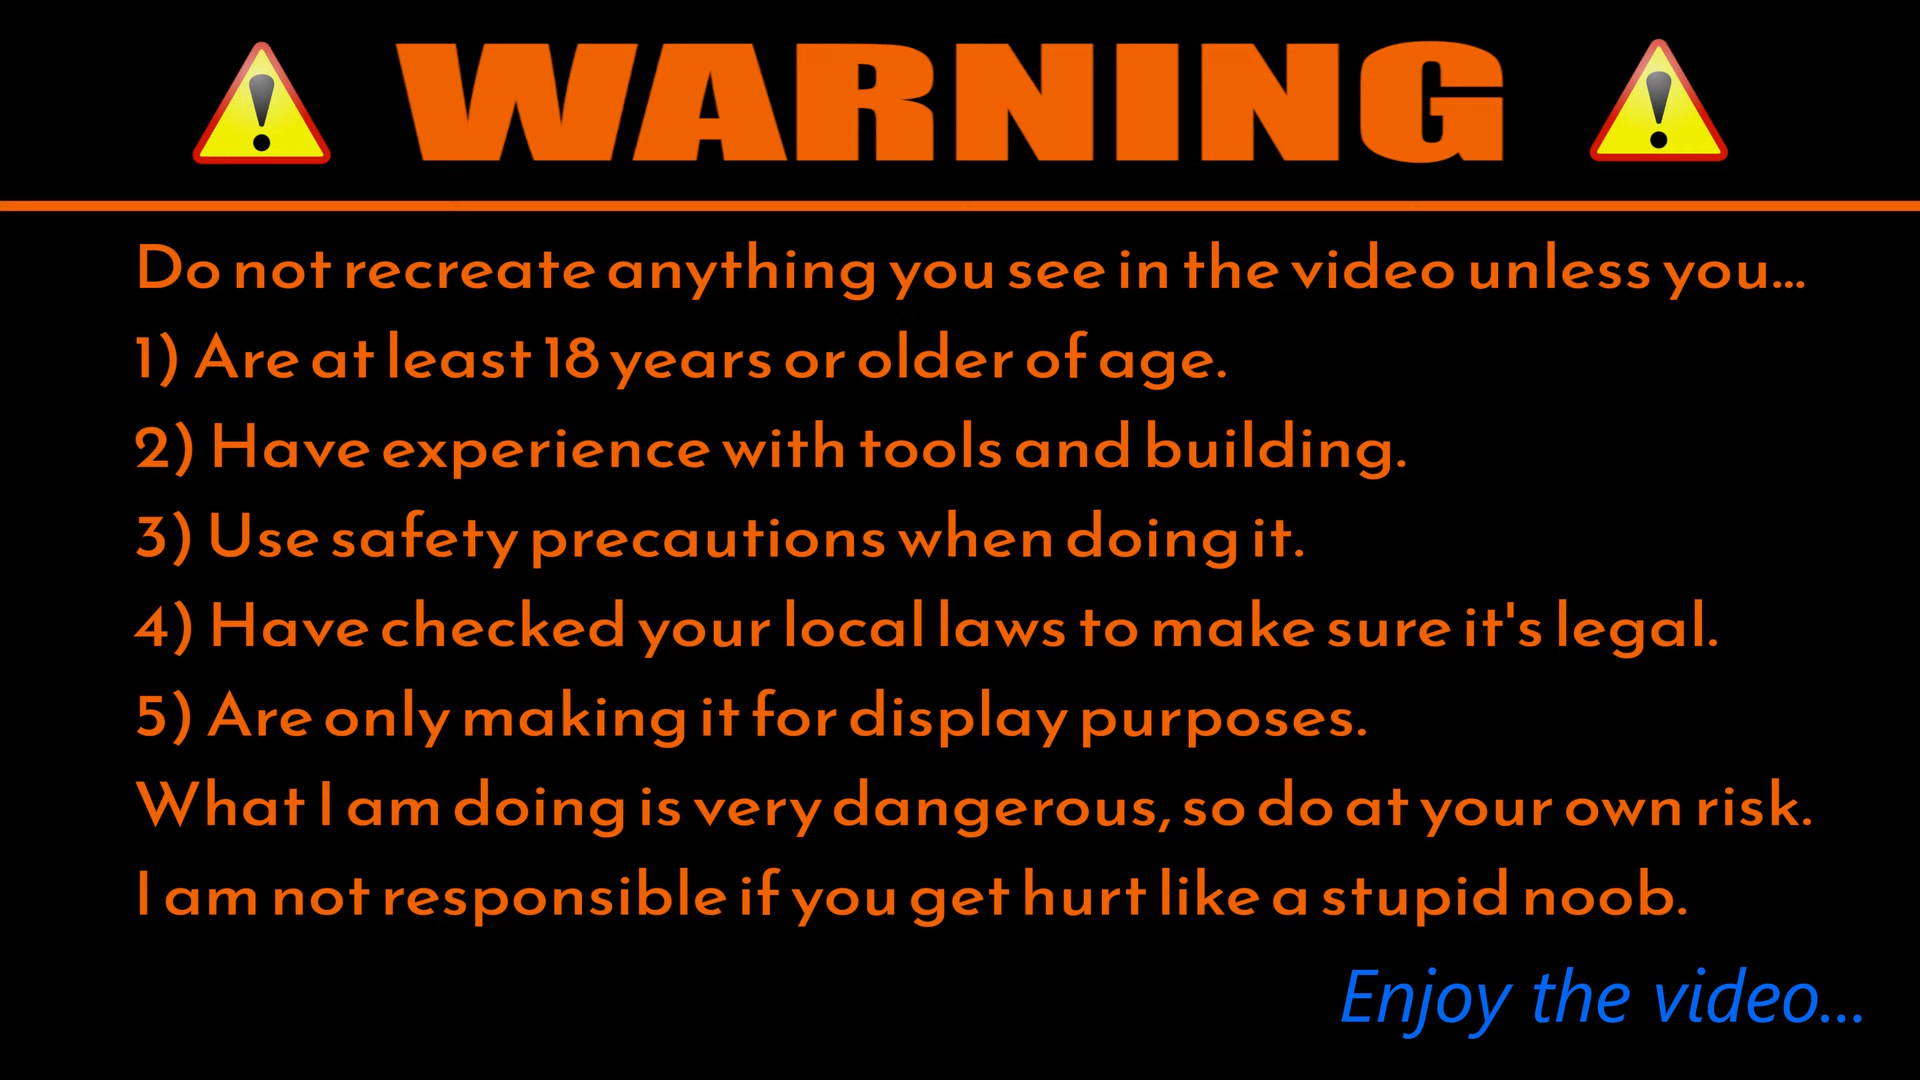 WARNING
Do not recreate anything you see in the video unless you...
1) Are at least 18 years or older of age.
2) Have experience with tools and building.
3) Use safety precautions when doing it.
4) Have checked your local laws to make sure it's legal.
5) Are only making it for display purposes.
What I am doing is very dangerous, so do at your own risk.
I am not responsible if you get hurt like a stupid noob.
Enjoy the video...